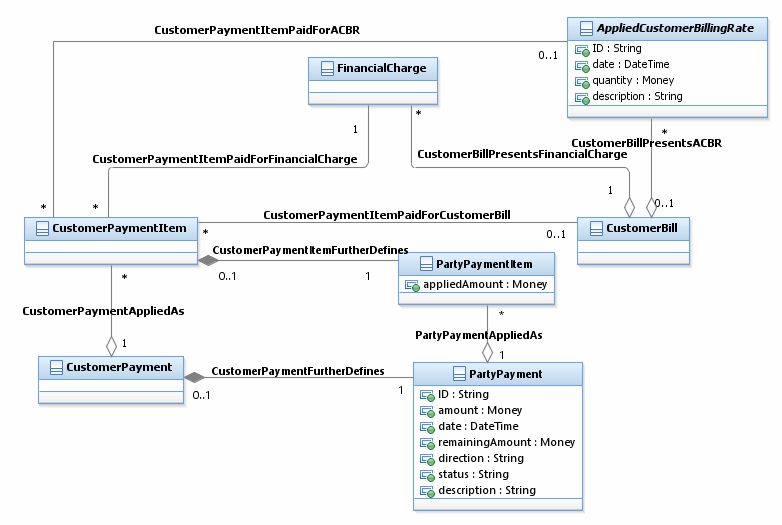 CustomerPaymentItemPaidForACBR
AppliedCustomerBillingRate
ID : String
date : DateTime
quantity : Money
description : String
0..1
FinancialCharge
1
*
*
CustomerBillPresentsACBR
CustomerPaymentItemPaidForFinancialCharge
CustomerBillPresentsFinancialCharge
1
0..1
*
*
CustomerPaymentItemPaidForCustomerBill
CustomerPaymentItem
*
0..1
CustomerBill
CustomerPaymentItemFurtherDefines
0..1
1
PartyPaymentItem
appliedAmount : Money
*
CustomerPaymentAppliedAs
1
*
PartyPaymentAppliedAs
1
CustomerPayment
CustomerPaymentFurtherDefines
0..1
1
PartyPayment
ID : String
amount : Money
date : DateTime
remainingAmount : Money
direction : String
status : String
description : String